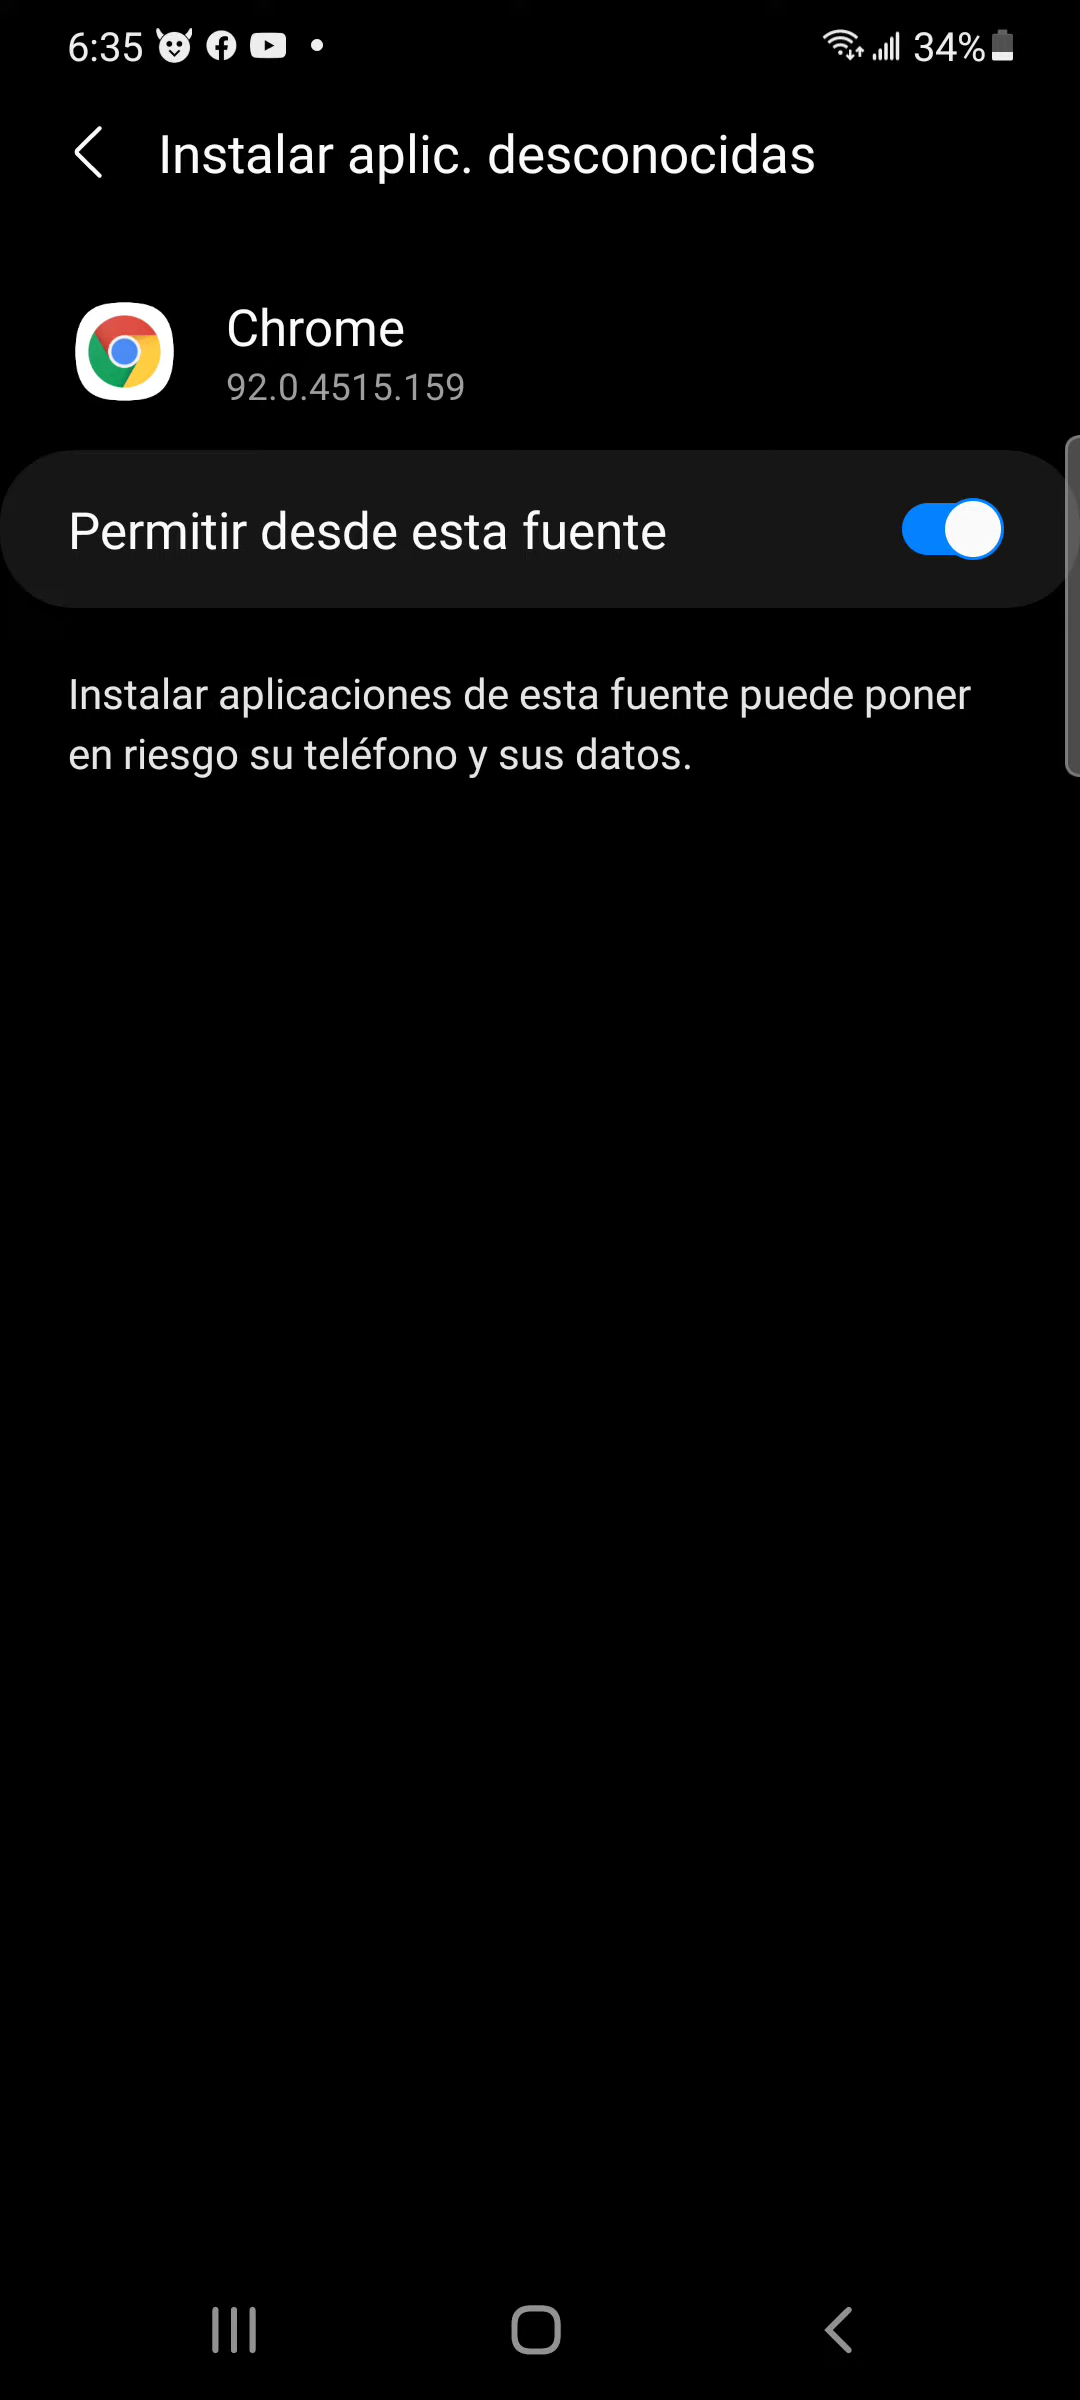 6:35
34%
Instalar aplic. desconocidas
Chrome
92.0.4515.159
Permitir desde esta fuente
Instalar aplicaciones de esta fuente puede poner
en riesgo su teléfono y sus datos.